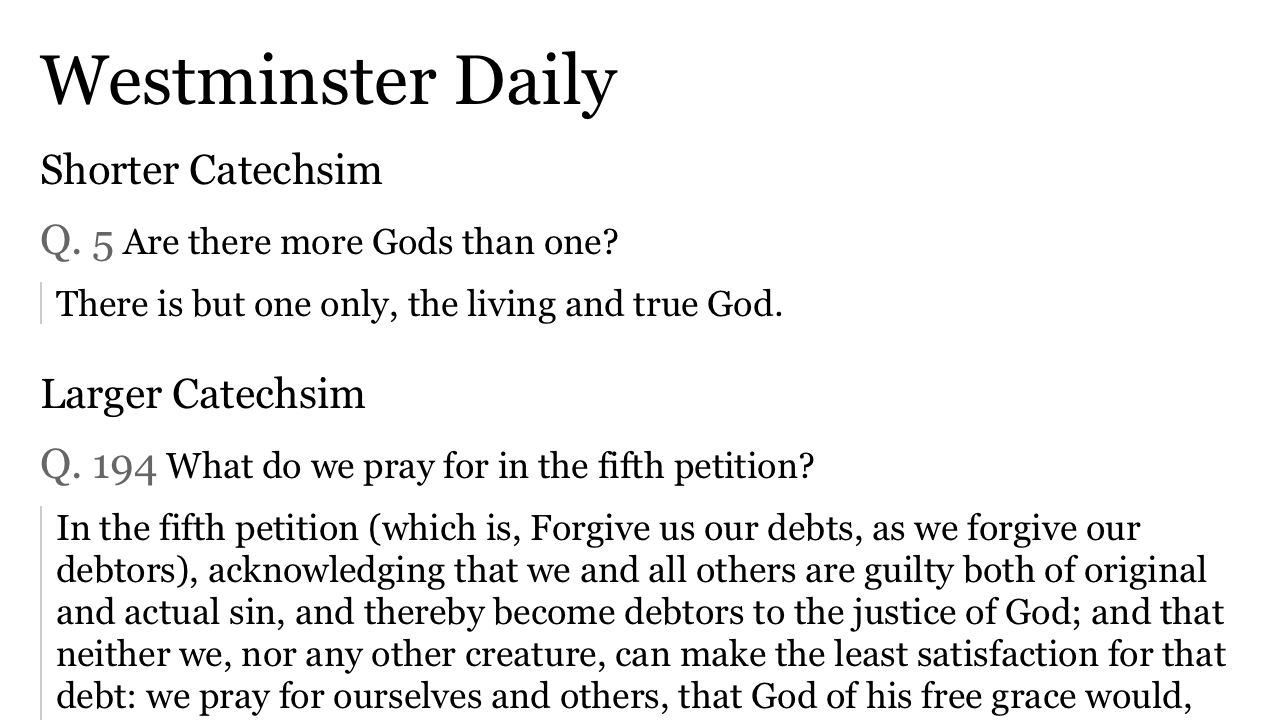 Westminster Daily
Shorter Catechsim
Q. 5 Are there more Gods than one?
There is but one only, the living and true God.
Larger Catechsim
Q. 194 What do we pray for in the fifth petition?
In the fifth petition (which is, Forgive us our debts, as we forgive our
debtors), acknowledging that we and all others are guilty both of original
and actual sin, and thereby become debtors to the justice of God; and that
neither we, nor any other creature, can make the least satisfaction for that
debt: we pray for ourselves and others, that God of his free grace would,